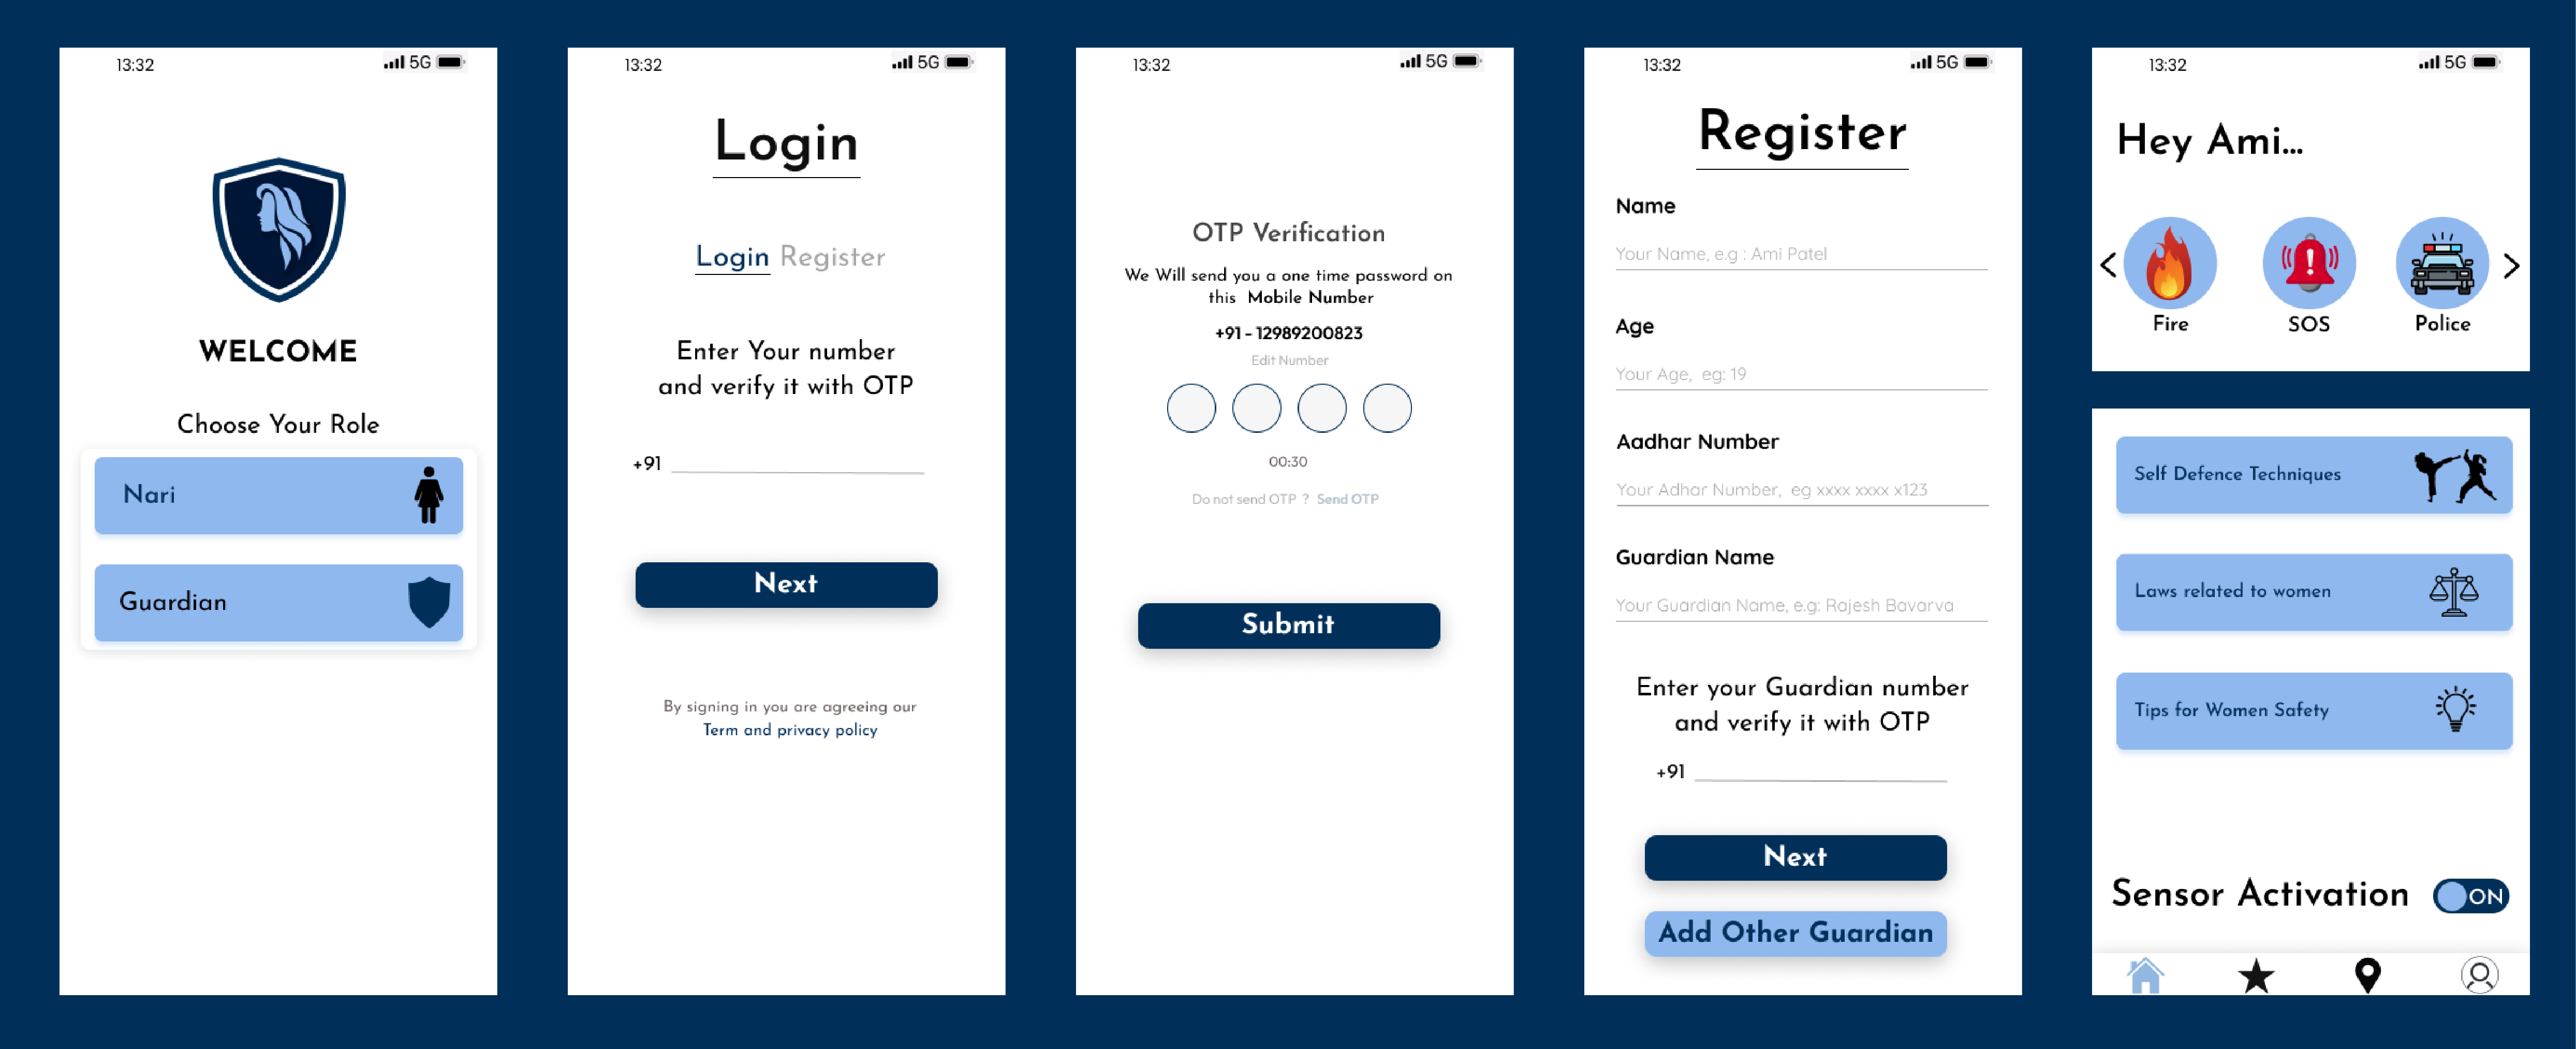 13:32
5G
WELCOME
Choose Your Role
Nari
Guardian
13:32
5G
Login
Login Register
Enter Your number
and verify it with OTP
+91
Next
By signing in you are agreeing our
Term and privacy policy
13:32
5G
OTP Verification
We Will send you a one time password on
this Mobile Number
+91 - 12989200823
Edit Number
00:30
Do not send OTP ? Send OTP
Submit
13:32
5G
Register
Name
Your Name, e.g : Ami Patel
Age
Your Age, eg: 19
Aadhar Number
Your Adhar Number, eg xxxx xxxx x123
Guardian Name
Your Guardian Name, e.g: Rajesh Bavarva
Enter your Guardian number
and verify it with OTP
+91
Next
Add Other Guardian
13:32
5G
Hey Ami...
Fire
SOS
Police
Self Defence Techniques
Laws related to women
Tips for Women Safety
Sensor Activation
ON